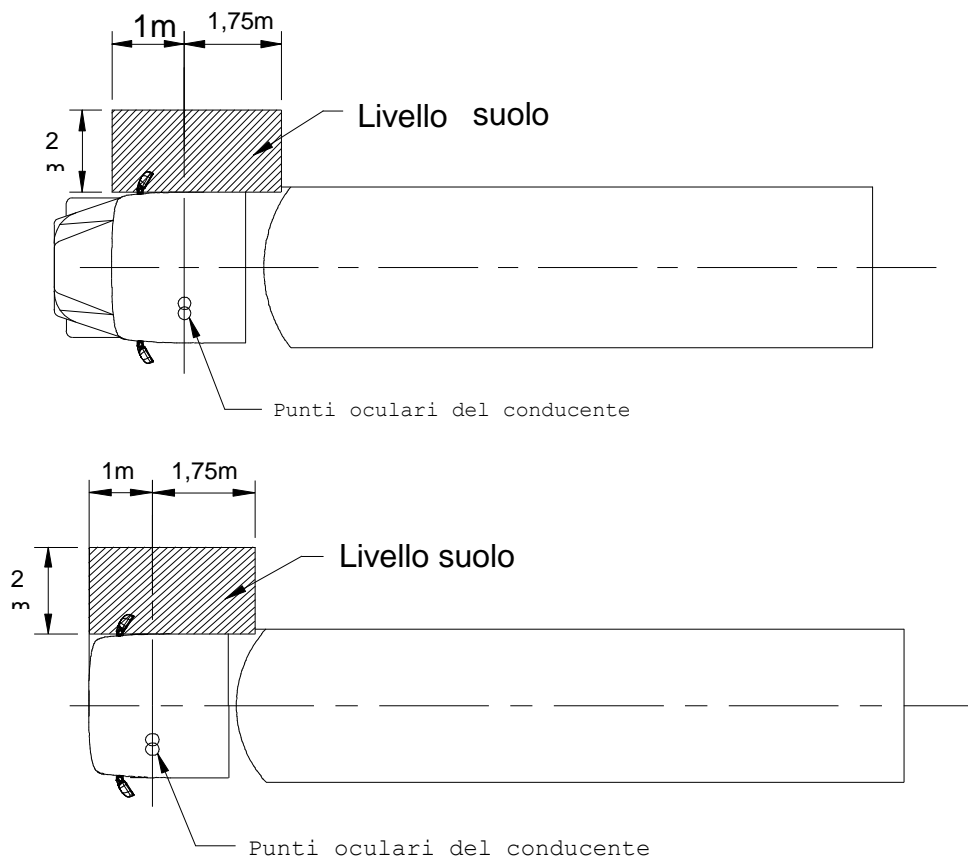 1m 1,75m
Livello suolo
2
m
Punti oculari del conducente
1m 1,75m
Livello suolo
2
m
Punti oculari del conducente